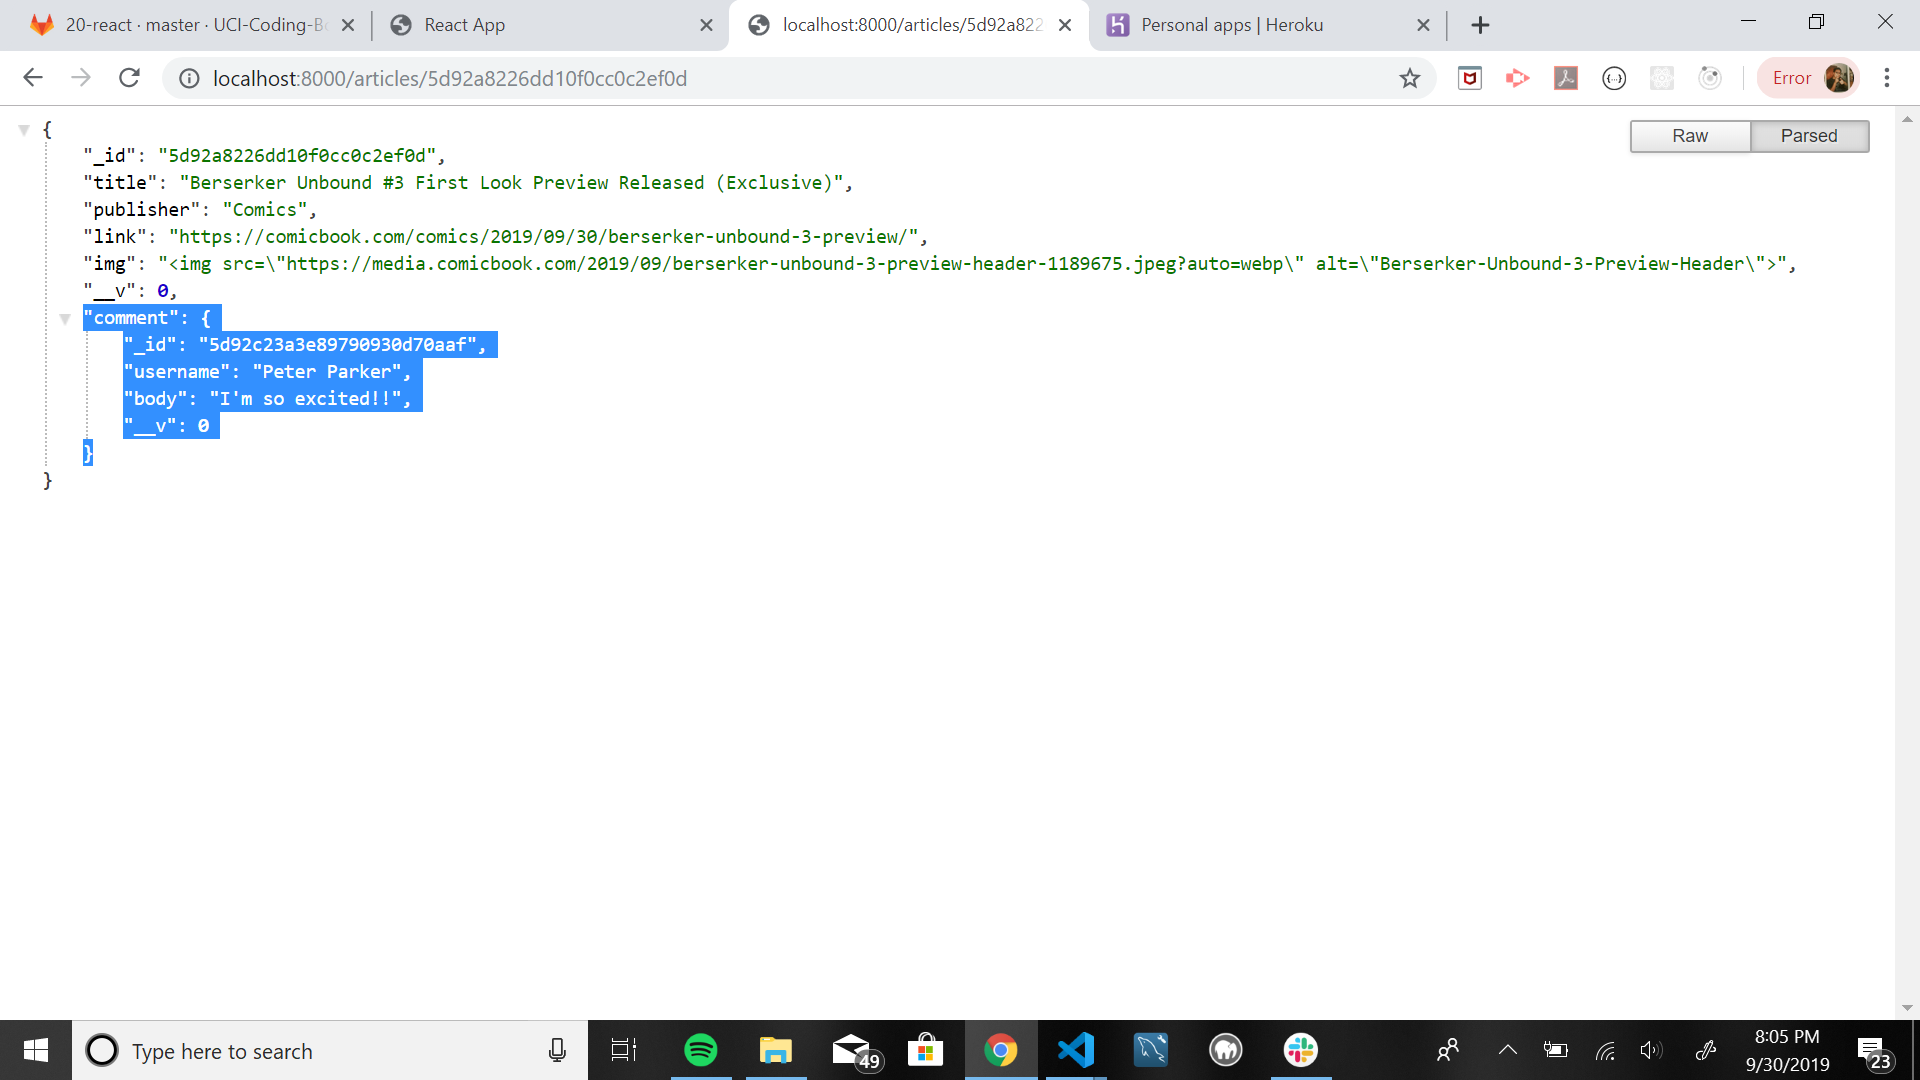 20-react · master · UCI-Coding-Bo
React App
localhost:8000/articles/5d92a822
Personal apps | Heroku
localhost:8000/articles/5d92a8226dd10f0cc0c2ef0d
Error
Raw
Parsed
{
"_id": "5d92a8226dd10f0cc0c2ef0d",
"title": "Berserker Unbound #3 First Look Preview Released (Exclusive)",
"publisher": "Comics",
"link": "https://comicbook.com/comics/2019/09/30/berserker-unbound-3-preview/",
"img": "<img src=\"https://media.comicbook.com/2019/09/berserker-unbound-3-preview-header-1189675.jpeg?auto=webp\" alt=\"Berserker-Unbound-3-Preview-Header\">",
"__v": 0,
"comment": {
"_id": "5d92c23a3e89790930d70aaf",
"username": "Peter Parker",
"body": "I'm so excited!!",
"__v": 0
}
}
Type here to search
49
8:05 PM
9/30/2019
23